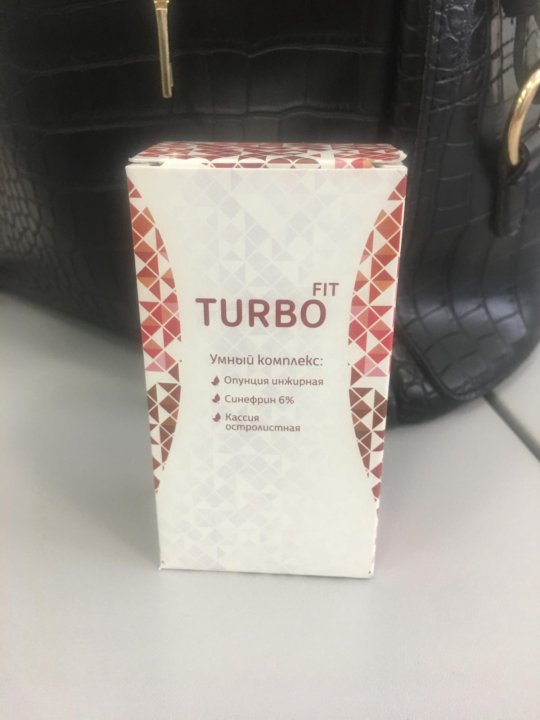 FIT
TURBO
Умный комплекс:
Опунция инжирная
Синефрин 6%
Кассия
остролистная